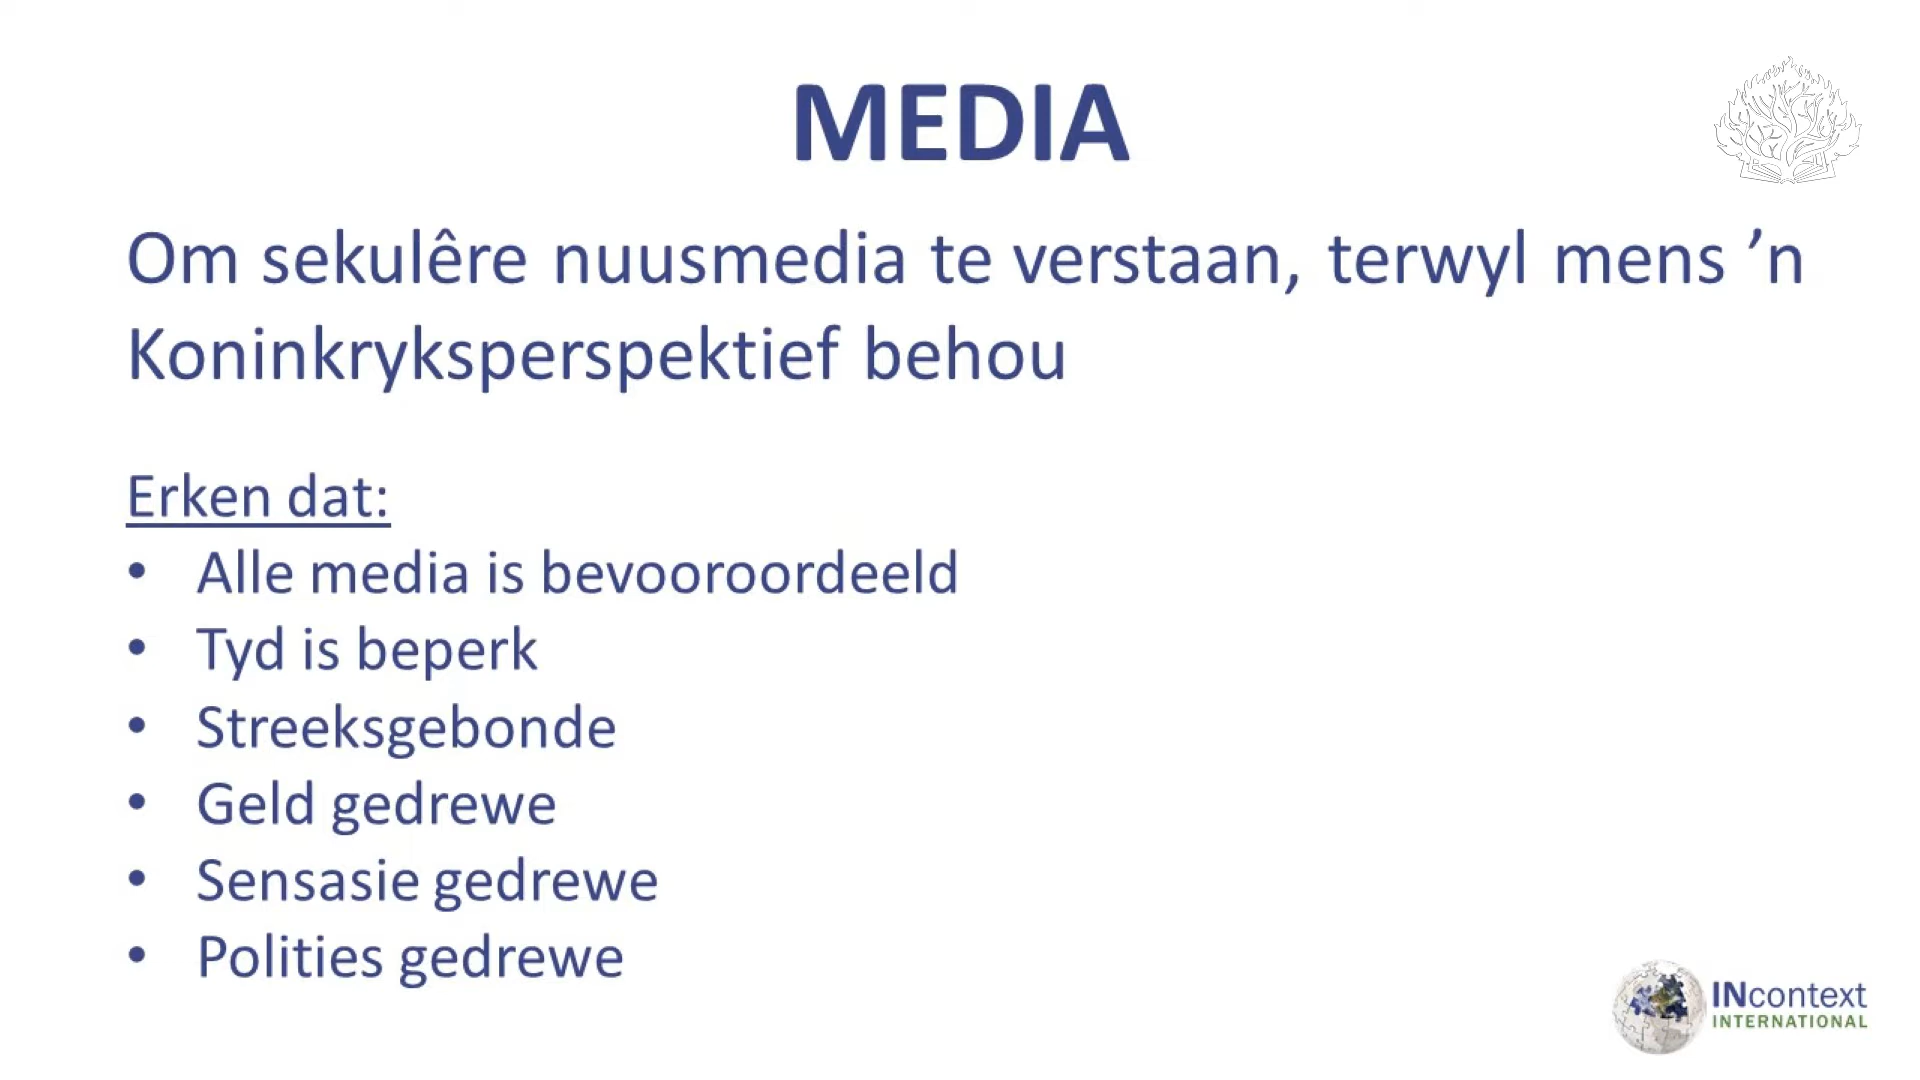 MEDIA
Om sekulêre nuusmedia te verstaan, terwyl mens ’n
Koninkryksperspektief behou
Erken dat:
• Alle media is bevooroordeeld
• Tyd is beperk
• Streeksgebonde
• Geld gedrewe
• Sensasie gedrewe
• Polities gedrewe
INcontext
INTERNATIONAL